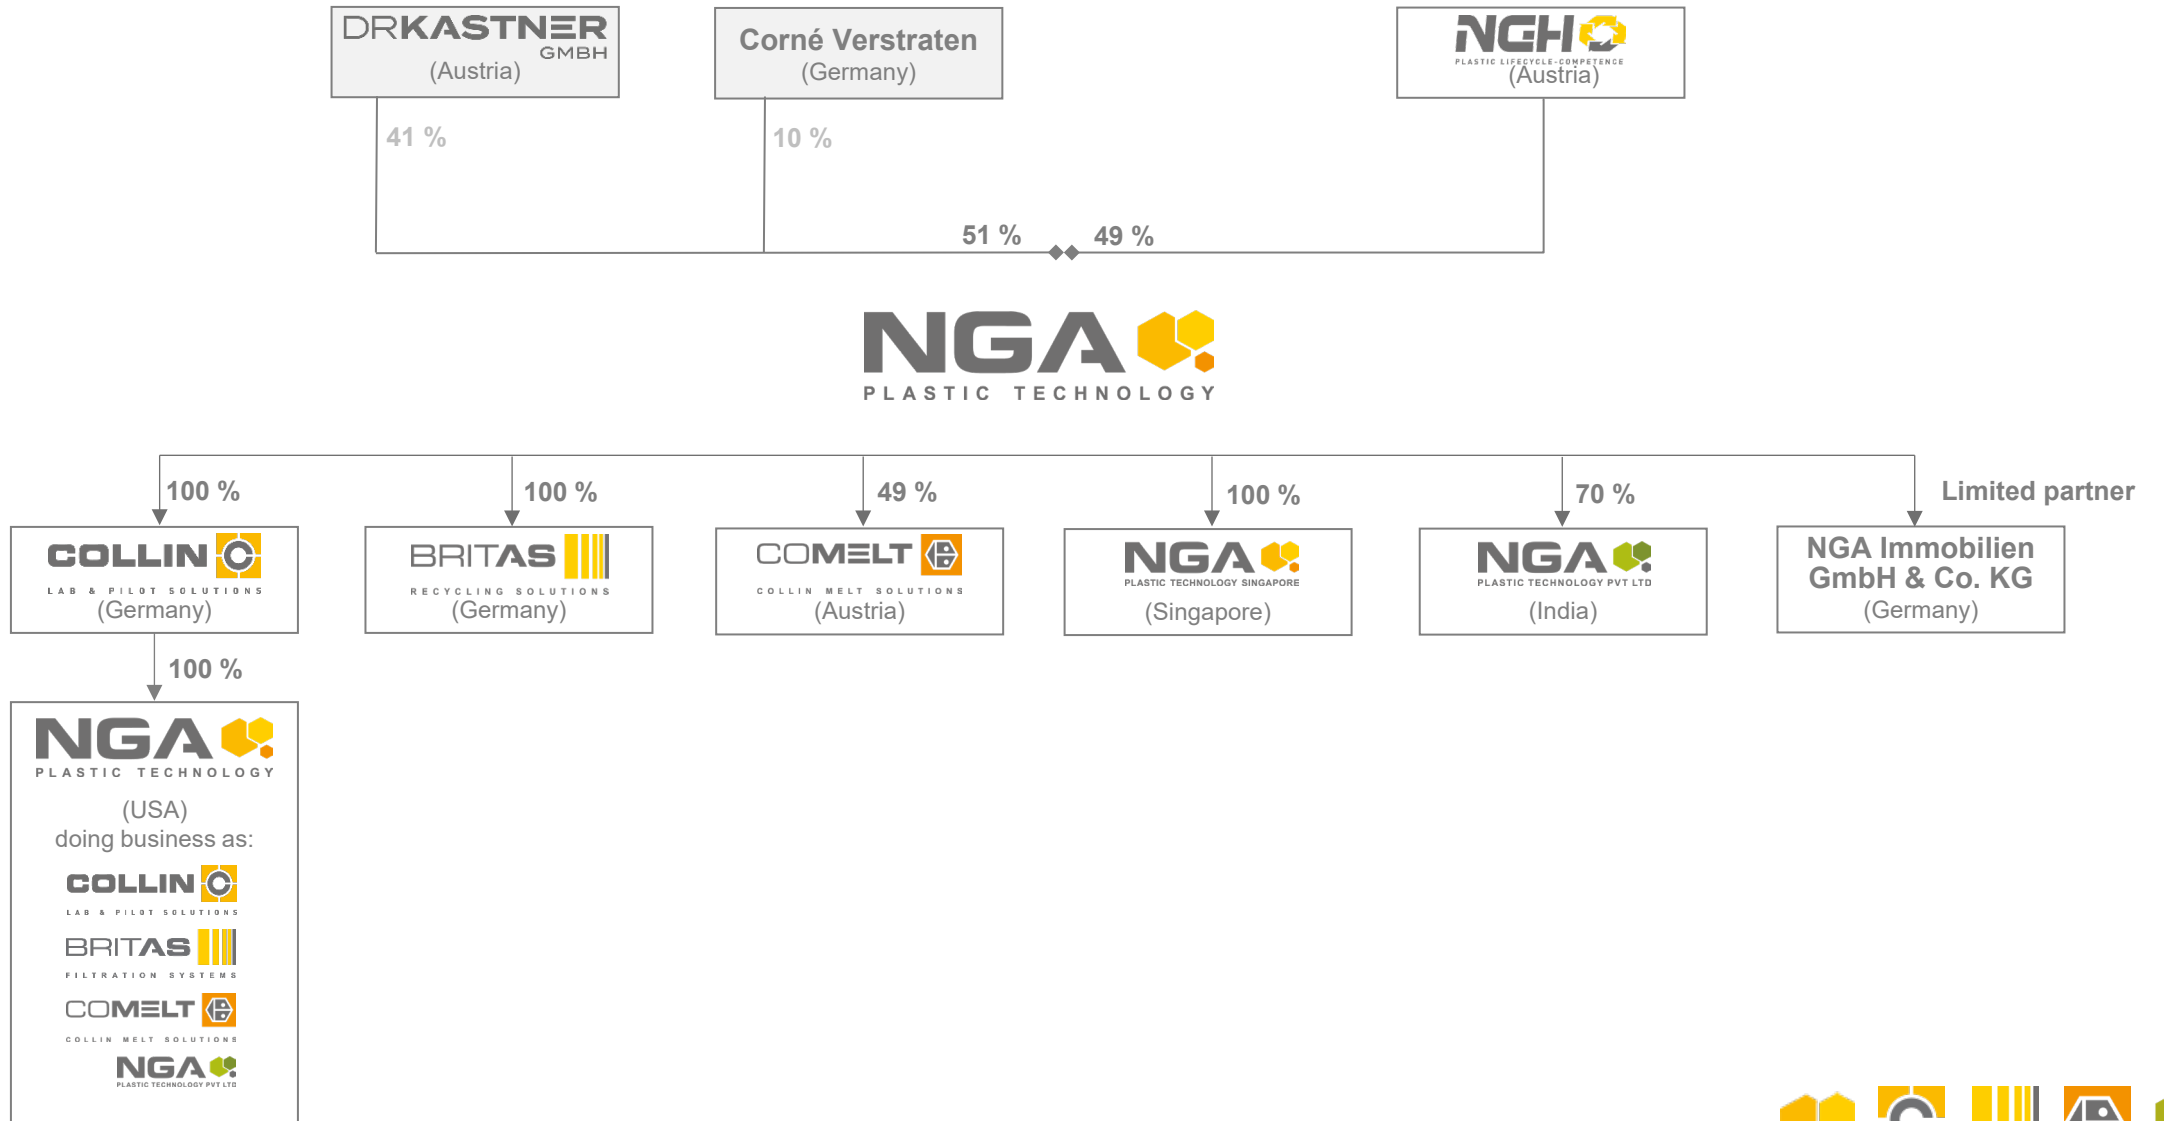 DRKASTNER
GMBH
(Austria)
Corné Verstraten
(Germany)
NGH
PLASTIC LIFECYCLE-COMPETENCE
(Austria)
41 %
10 %
51 %
49 %
NGA
PLASTIC TECHNOLOGY
100 %
100 %
49 %
100 %
70 %
Limited partner
COLLIN
LAB & PILOT SOLUTIONS
(Germany)
BRITAS
RECYCLING SOLUTIONS
(Germany)
COMELT
COLLIN MELT SOLUTIONS
(Austria)
NGA
PLASTIC TECHNOLOGY SINGAPORE
(Singapore)
NGA
PLASTIC TECHNOLOGY PVT LTD
(India)
NGA Immobilien
GmbH & Co. KG
(Germany)
100 %
NGA
PLASTIC TECHNOLOGY
(USA)
doing business as:
COLLIN
LAB & PILOT SOLUTIONS
BRITAS
FILTRATION SYSTEMS
COMELT
COLLIN MELT SOLUTIONS
NGA
PLASTIC TECHNOLOGY PVT LTD